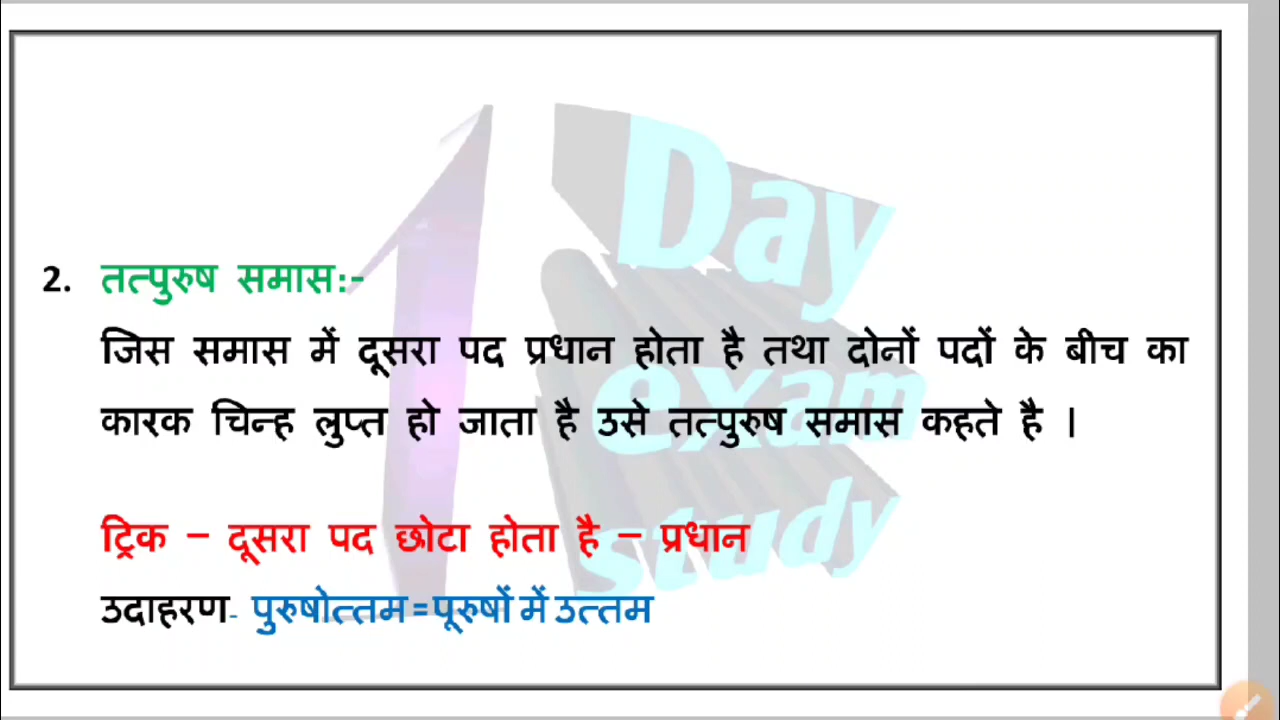 1 Day
exam
study
2. तत्पुरुष समास:-
जिस समास में दूसरा पद प्रधान होता है तथा दोनों पदों के बीच का
कारक चिन्ह लुप्त हो जाता है उसे तत्पुरुष समास कहते है ।
ट्रिक – दूसरा पद छोटा होता है – प्रधान
उदाहरण- पुरुषोत्तम=पूरुषों में उत्तम